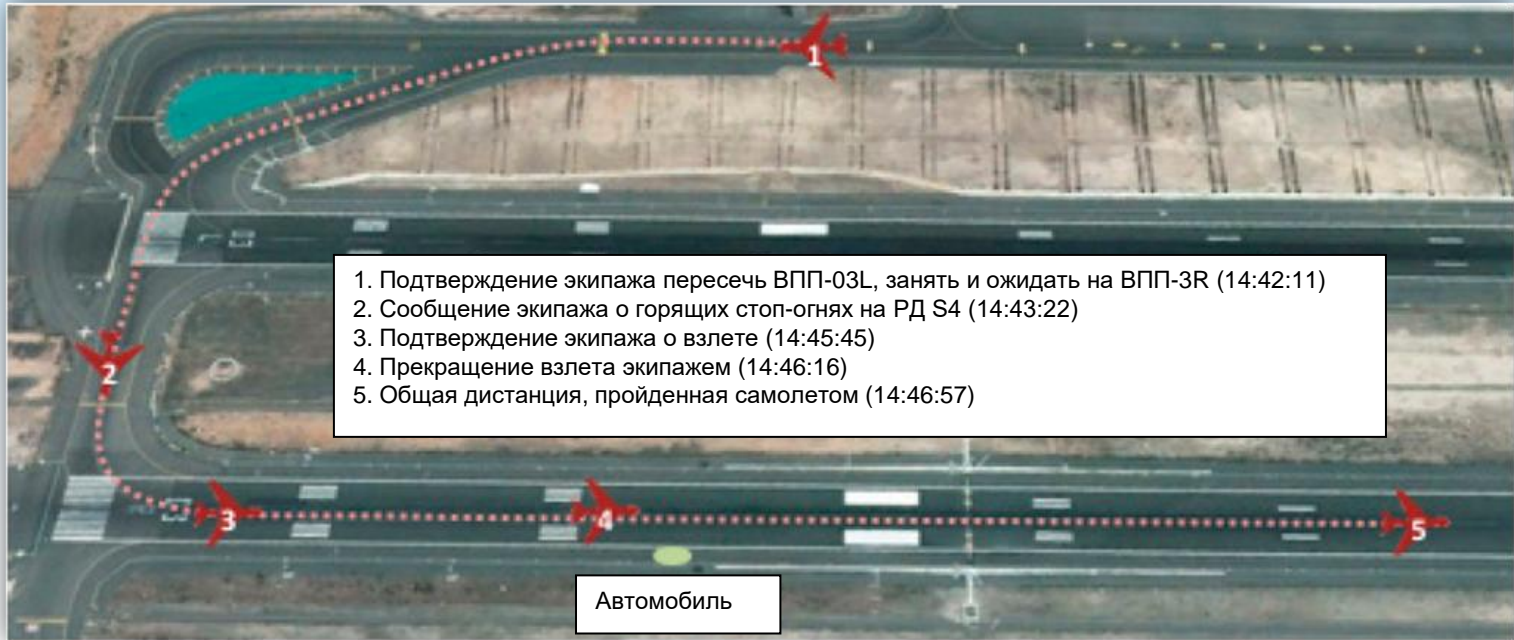 1
1. Подтверждение экипажа пересечь ВПП-03L, занять и ожидать на ВПП-3R (14:42:11)
2. Сообщение экипажа о горящих стоп-огнях на РД S4 (14:43:22)
3. Подтверждение экипажа о взлете (14:45:45)
4. Прекращение взлета экипажем (14:46:16)
5. Общая дистанция, пройденная самолетом (14:46:57)
2
3
4
5
Автомобиль